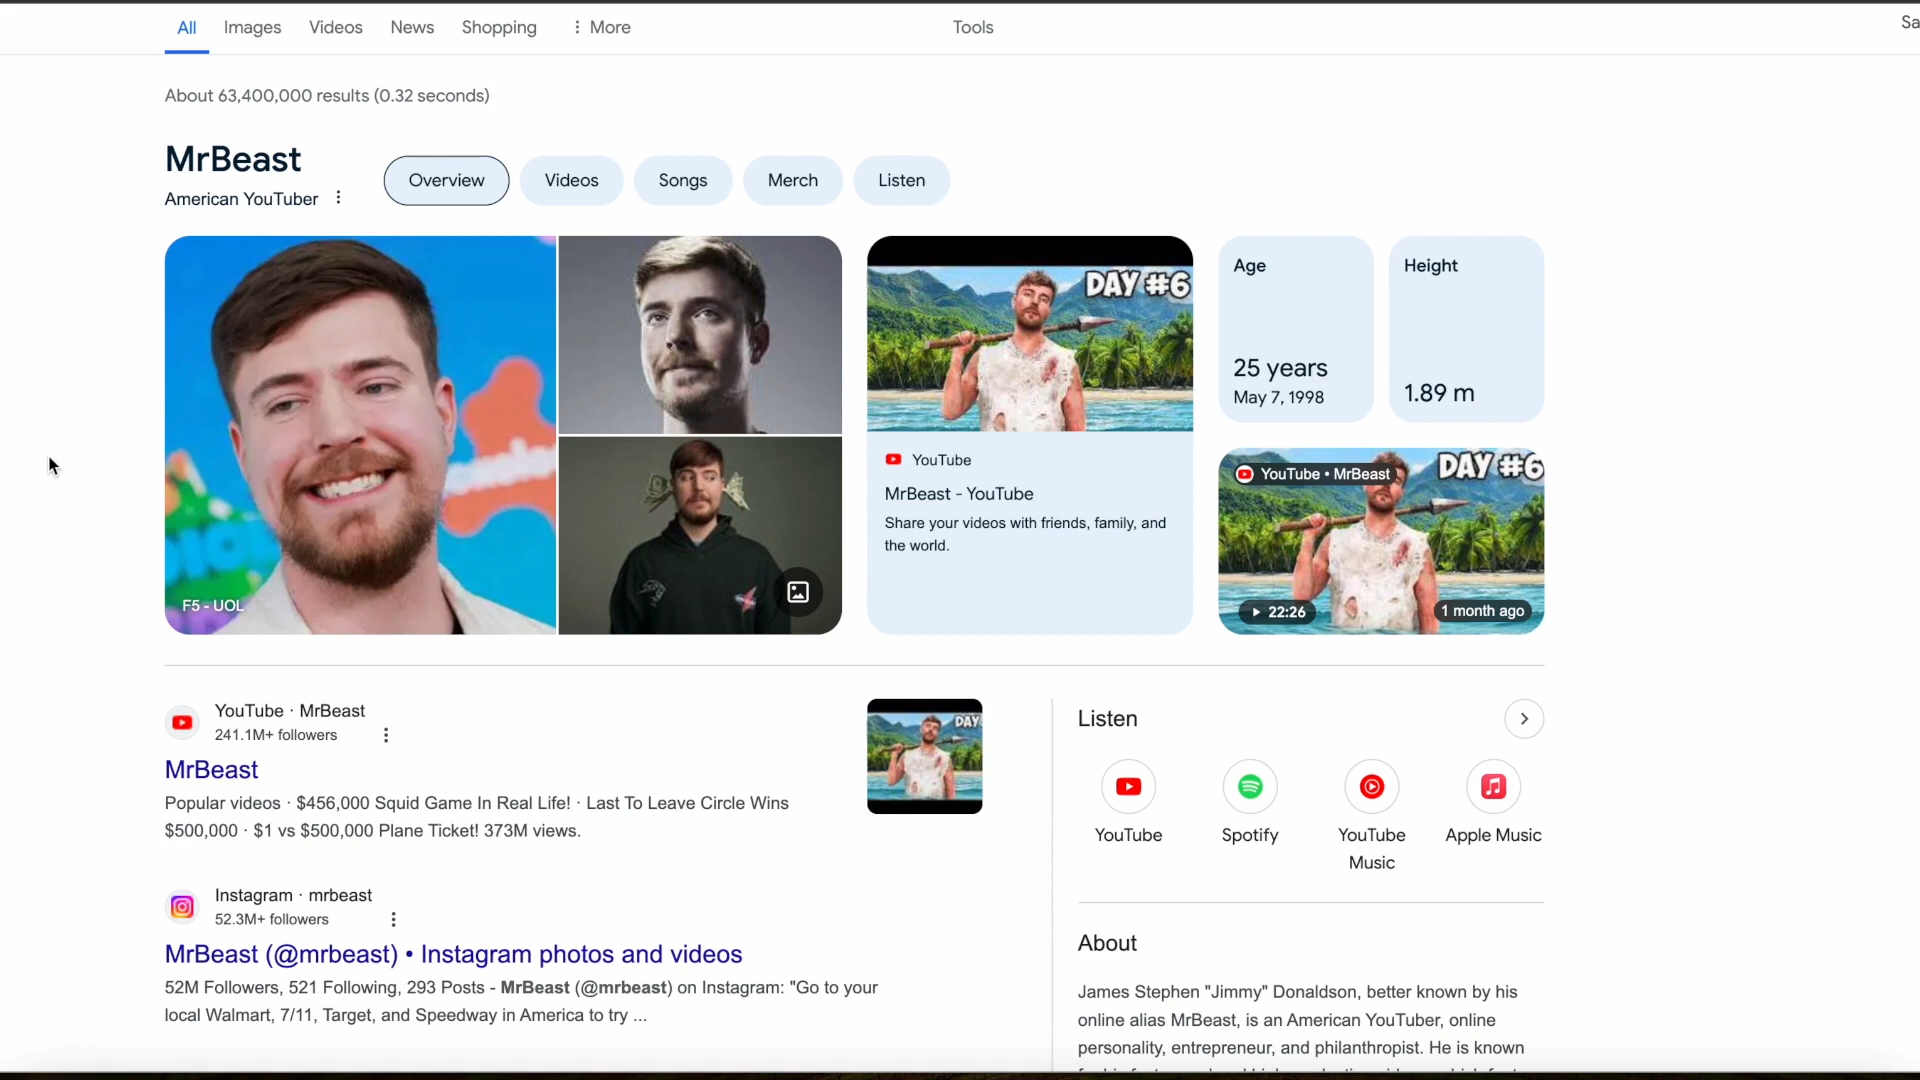 All Images Videos News Shopping More Tools Sa
About 63,400,000 results (0.32 seconds)
MrBeast
American YouTuber
Overview Videos Songs Merch Listen
F5 - UOL
DAY #6
YouTube
MrBeast - YouTube
Share your videos with friends, family, and
the world.
Age
25 years
May 7, 1998
Height
1.89 m
YouTube • MrBeast
DAY #6
22:26
1 month ago
YouTube · MrBeast
241.1M+ followers
MrBeast
Popular videos · $456,000 Squid Game In Real Life! · Last To Leave Circle Wins
$500,000 · $1 vs $500,000 Plane Ticket! 373M views.
DAY
Instagram · mrbeast
52.3M+ followers
MrBeast (@mrbeast) • Instagram photos and videos
52M Followers, 521 Following, 293 Posts - MrBeast (@mrbeast) on Instagram: "Go to your
local Walmart, 7/11, Target, and Speedway in America to try ...
Listen
YouTube
Spotify
YouTube
Music
Apple Music
About
James Stephen "Jimmy" Donaldson, better known by his
online alias MrBeast, is an American YouTuber, online
personality, entrepreneur, and philanthropist. He is known